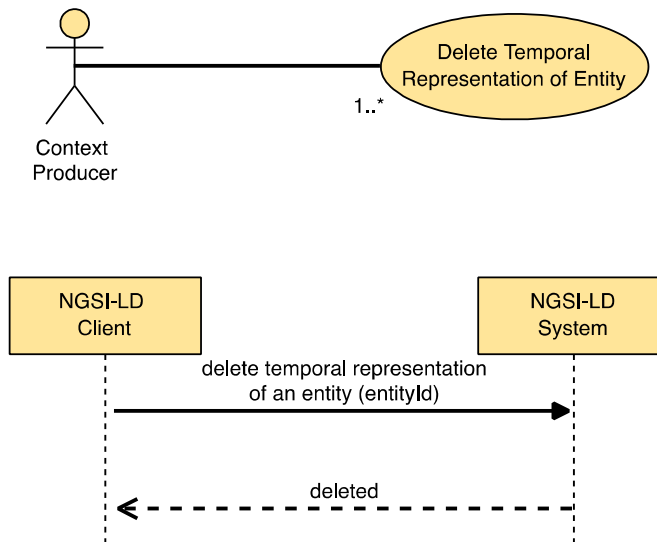 Delete Temporal
Representation of Entity
1..*
Context
Producer
NGSI-LD
Client
NGSI-LD
System
delete temporal representation
of an entity (entityId)
deleted